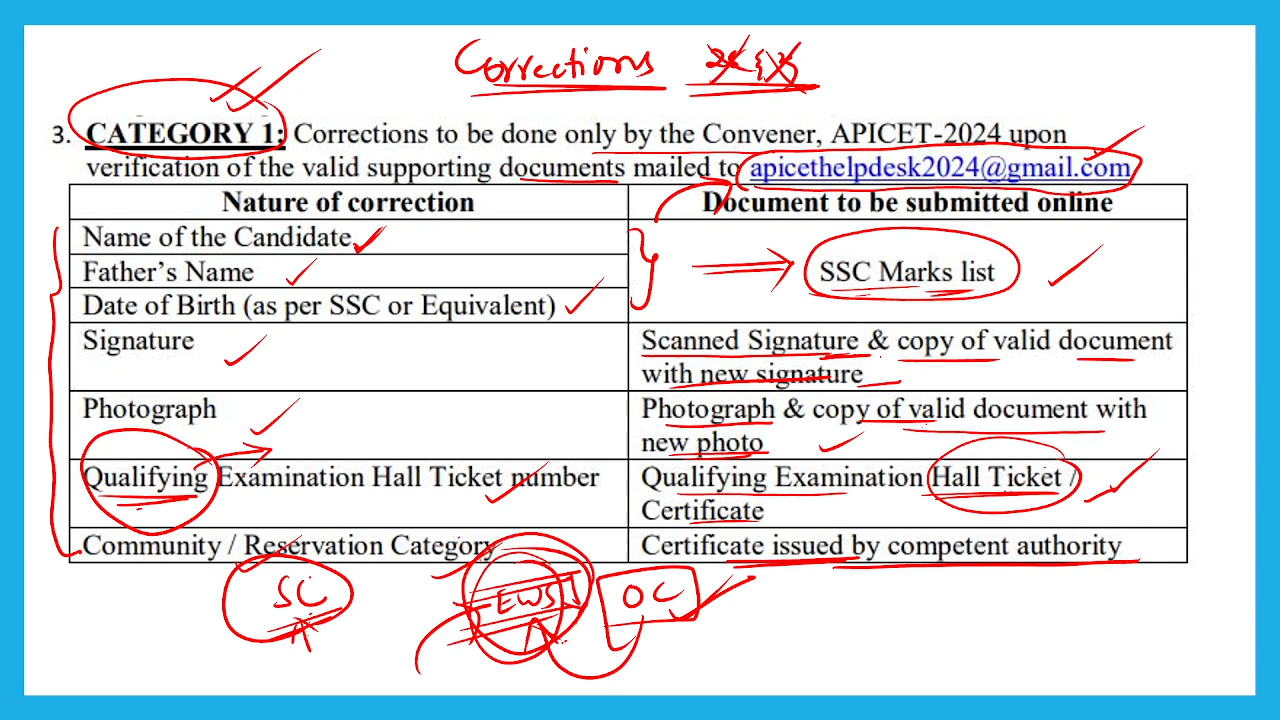 Corrections
3. CATEGORY 1: Corrections to be done only by the Convener, APICET-2024 upon
verification of the valid supporting documents mailed to apicethelpdesk2024@gmail.com
Nature of correction
Document to be submitted online
Name of the Candidate
Father's Name
Date of Birth (as per SSC or Equivalent)
SSC Marks list
Signature
Scanned Signature & copy of valid document
with new signature
Photograph
Photograph & copy of valid document with
new photo
Qualifying Examination Hall Ticket number
Qualifying Examination Hall Ticket /
Certificate
Community / Reservation Category
Certificate issued by competent authority
SC
EWS
OC